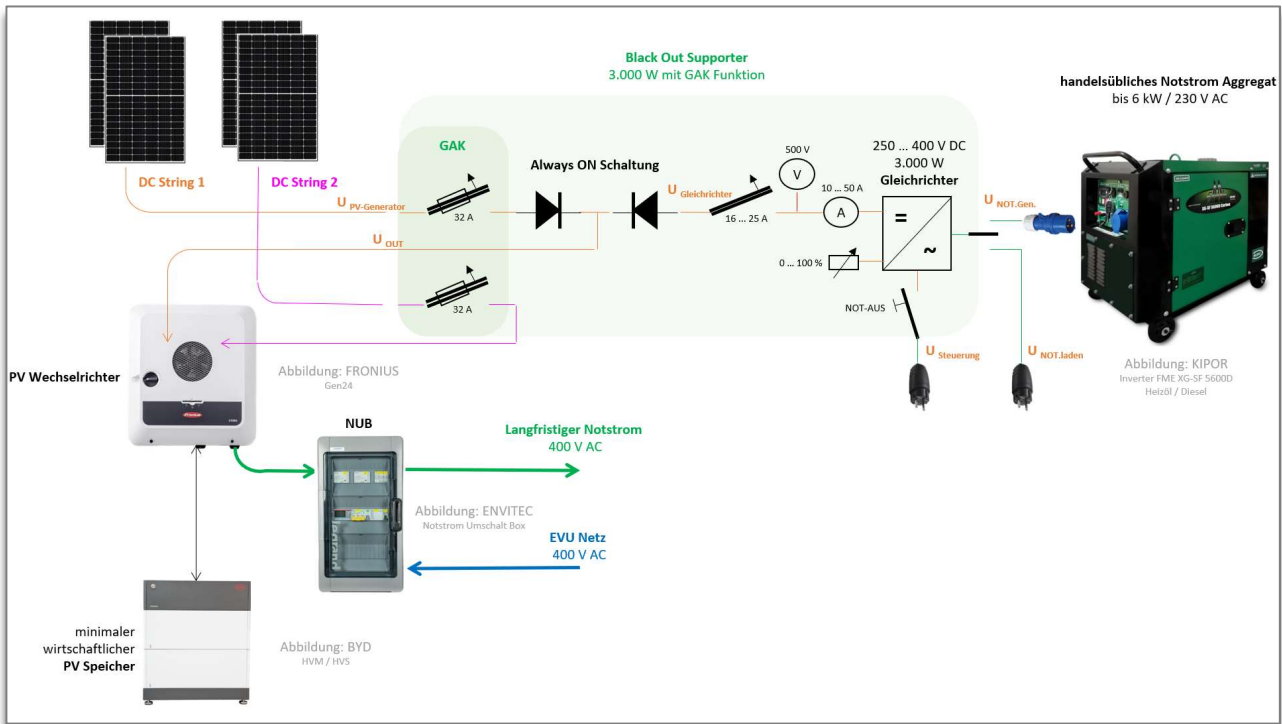 Black Out Supporter
3.000 W mit GAK Funktion
handelsübliches Notstrom Aggregat
bis 6 kW / 230 V AC
GAK
Always ON Schaltung
500 V
V
250 ... 400 V DC
3.000 W
Gleichrichter
DC String 1
DC String 2
U PV-Generator
32 A
U Gleichrichter
16 ... 25 A
10 ... 50 A
A
=
~
U NOT.Gen.
U OUT
0 ... 100 %
32 A
NOT-AUS
U Steuerung
U NOT.laden
Abbildung: KIPOR
Inverter FME XG-SF 5600D
Heizöl / Diesel
PV Wechselrichter
Abbildung: FRONIUS
Gen24
NUB
Langfristiger Notstrom
400 V AC
legrand
Abbildung: ENVITEC
Notstrom Umschalt Box
EVU Netz
400 V AC
minimaler
wirtschaftlicher
PV Speicher
Abbildung: BYD
HVM / HVS